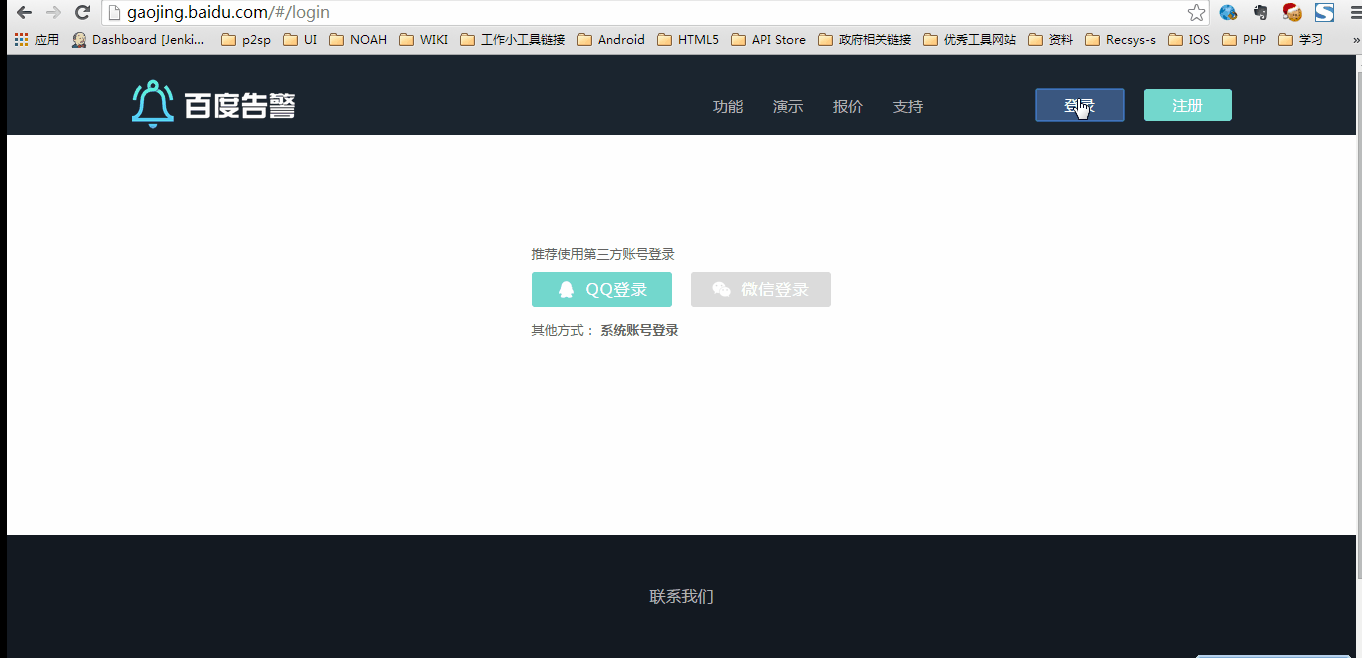 gaojing.baidu.com/#/login
应用 Dashboard [Jenki... p2sp UI NOAH WIKI 工作小工具链接 Android HTML5 API Store 政府相关链接 优秀工具网站 资料 Recsys-s IOS PHP 学习 »
百度告警 功能 演示 报价 支持 登录 注册
推荐使用第三方账号登录
QQ登录 微信登录
其他方式： 系统账号登录
联系我们